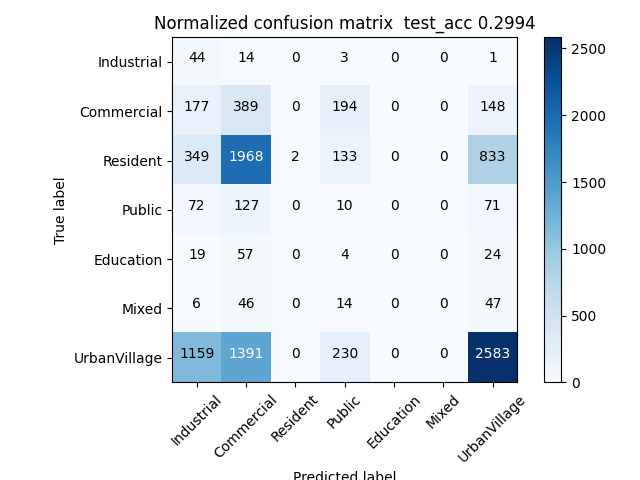 Normalized confusion matrix  test_acc 0.2994
True label
Industrial 44 14 0 3 0 0 1
Commercial 177 389 0 194 0 0 148
Resident 349 1968 2 133 0 0 833
Public 72 127 0 10 0 0 71
Education 19 57 0 4 0 0 24
Mixed 6 46 0 14 0 0 47
UrbanVillage 1159 1391 0 230 0 0 2583
Industrial Commercial Resident Public Education Mixed UrbanVillage
Predicted label
2500
2000
1500
1000
500
0